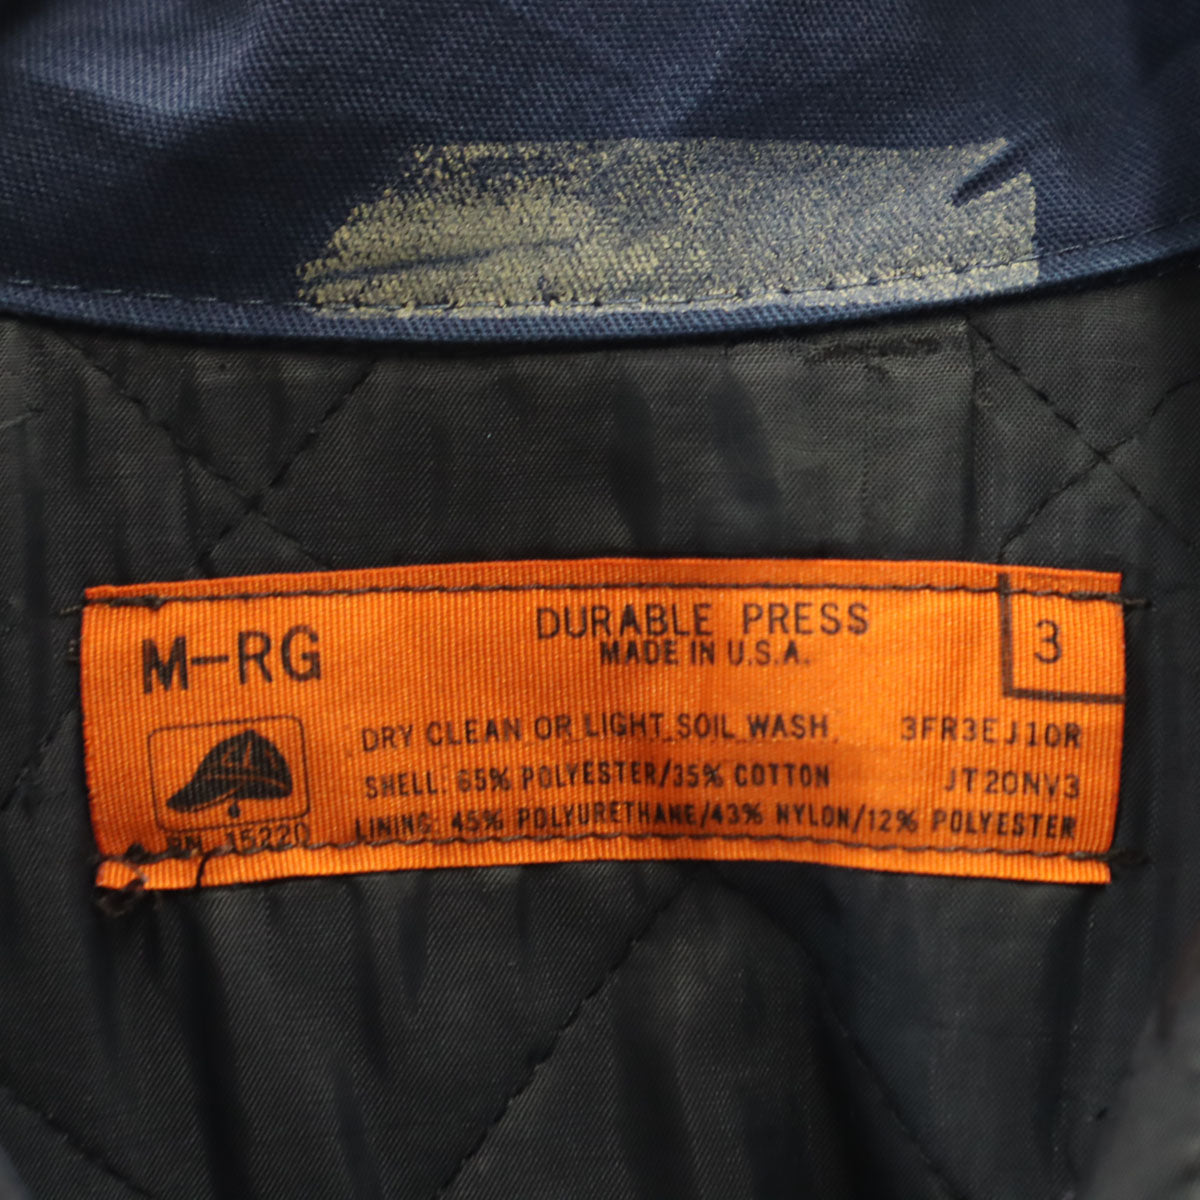 M-RG
DURABLE PRESS
MADE IN U.S.A.
3
DRY CLEAN OR LIGHT SOIL WASH 3FR3EJ10R
SHELL: 65% POLYESTER/35% COTTON JT20NV3
RN 15220 LINING: 45% POLYURETHANE/43% NYLON/12% POLYESTER